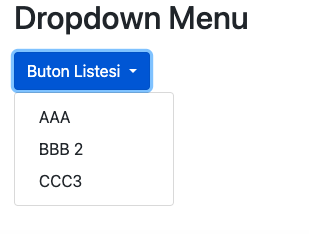 Dropdown Menu
Buton Listesi
AAA
BBB 2
CCC3